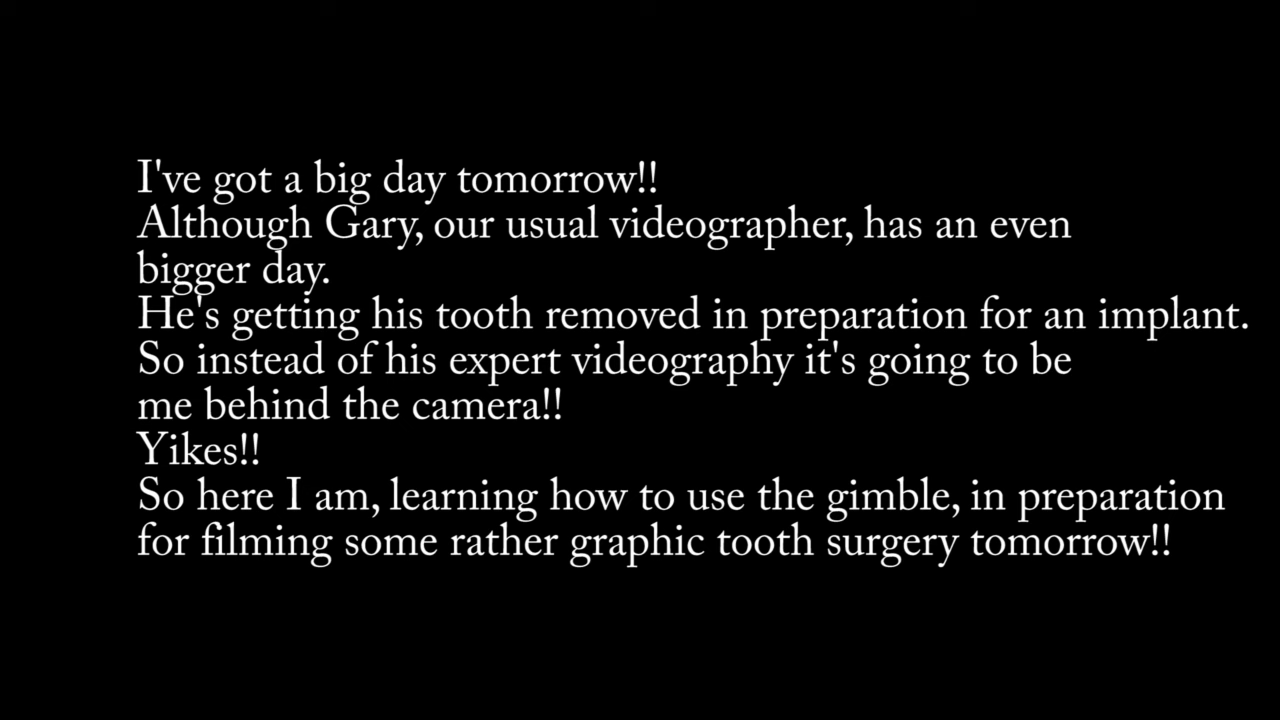 I've got a big day tomorrow!!
Although Gary, our usual videographer, has an even
bigger day.
He's getting his tooth removed in preparation for an implant.
So instead of his expert videography it's going to be
me behind the camera!!
Yikes!!
So here I am, learning how to use the gimble, in preparation
for filming some rather graphic tooth surgery tomorrow!!